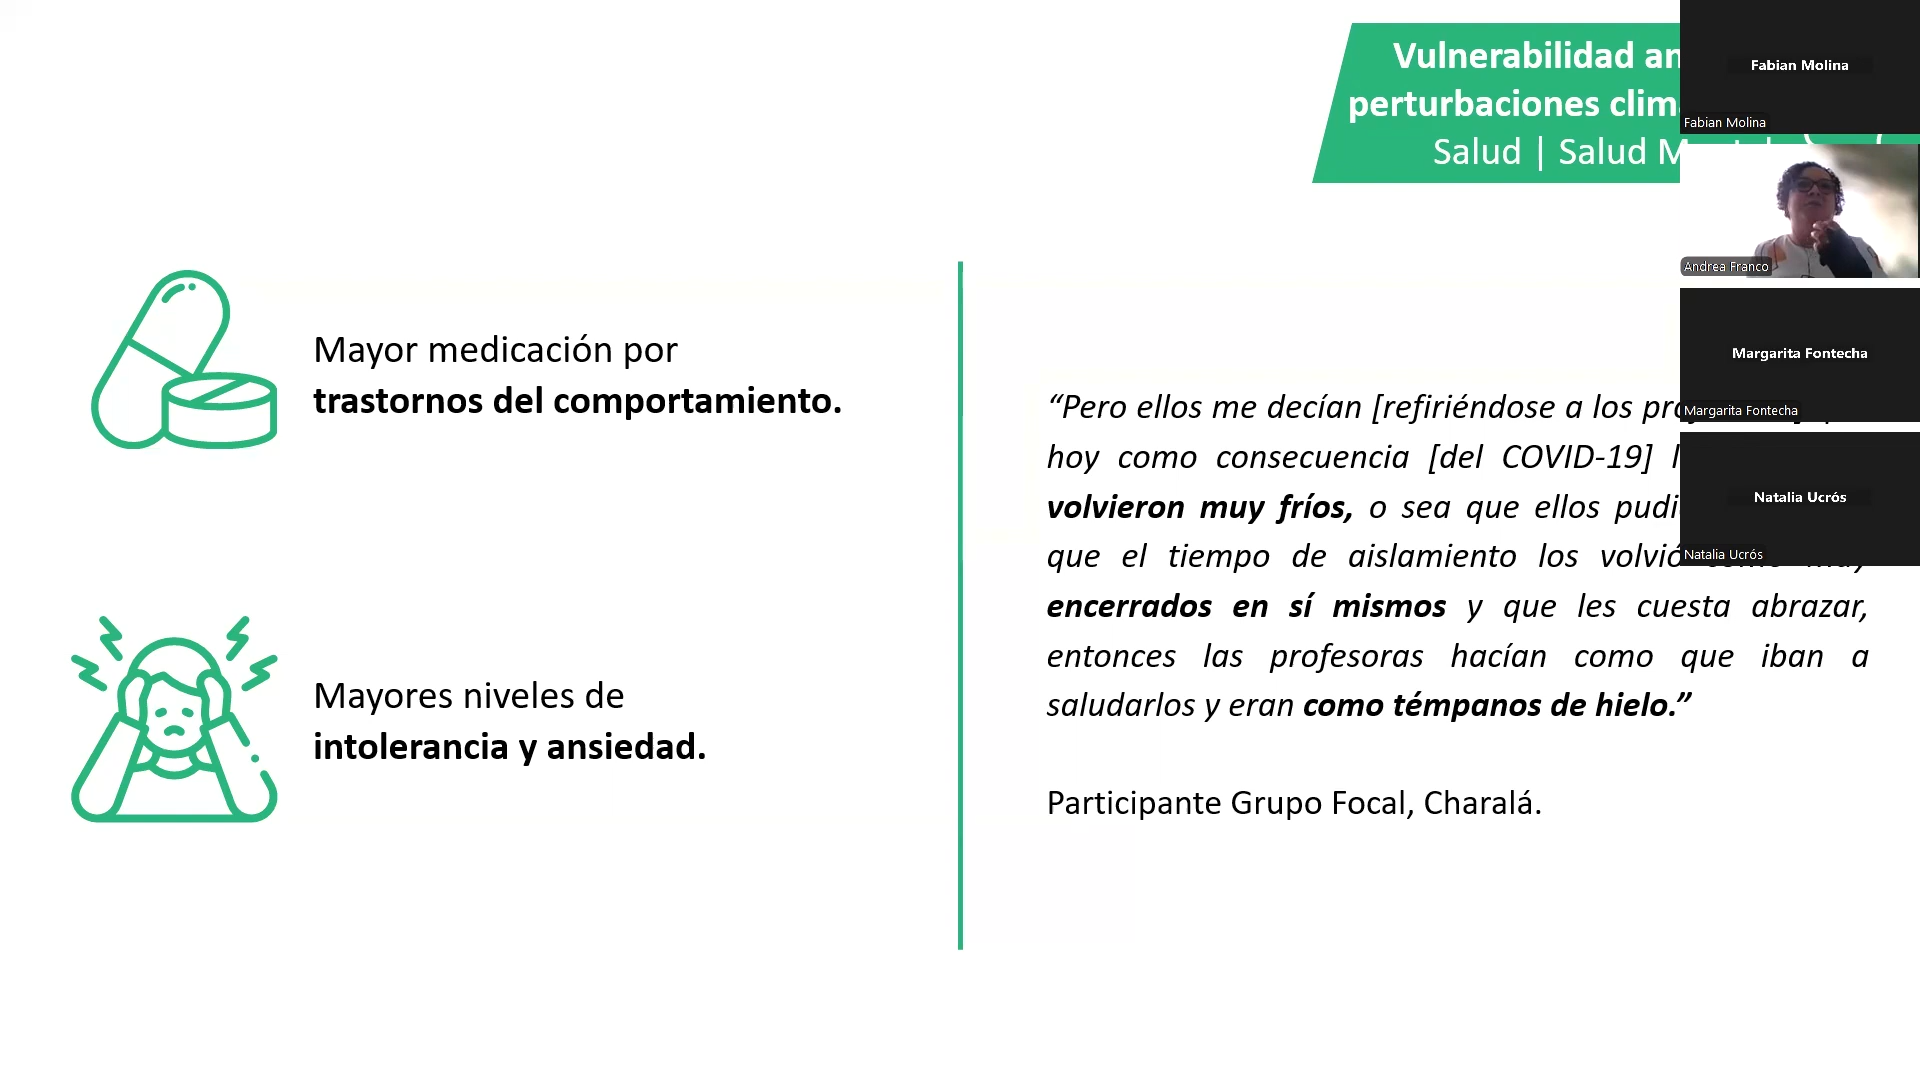 Vulnerabilidad
perturbaciones
Salud | Salud
Fabian Molina
Fabian Molina
Andrea Franco
Margarita Fontecha
Margarita Fontecha
Natalia Ucrós
Natalia Ucrós
Mayor medicación por
trastornos del comportamiento.
Mayores niveles de
intolerancia y ansiedad.
“Pero ellos me decían [refiriéndose a los
hoy como consecuencia [del COVID-19]
volvieron muy fríos, o sea que ellos
que el tiempo de aislamiento los volvió
encerrados en sí mismos y que les cuesta abrazar,
entonces las profesoras hacían como que iban a
saludarlos y eran como témpanos de hielo.”
Participante Grupo Focal, Charalá.